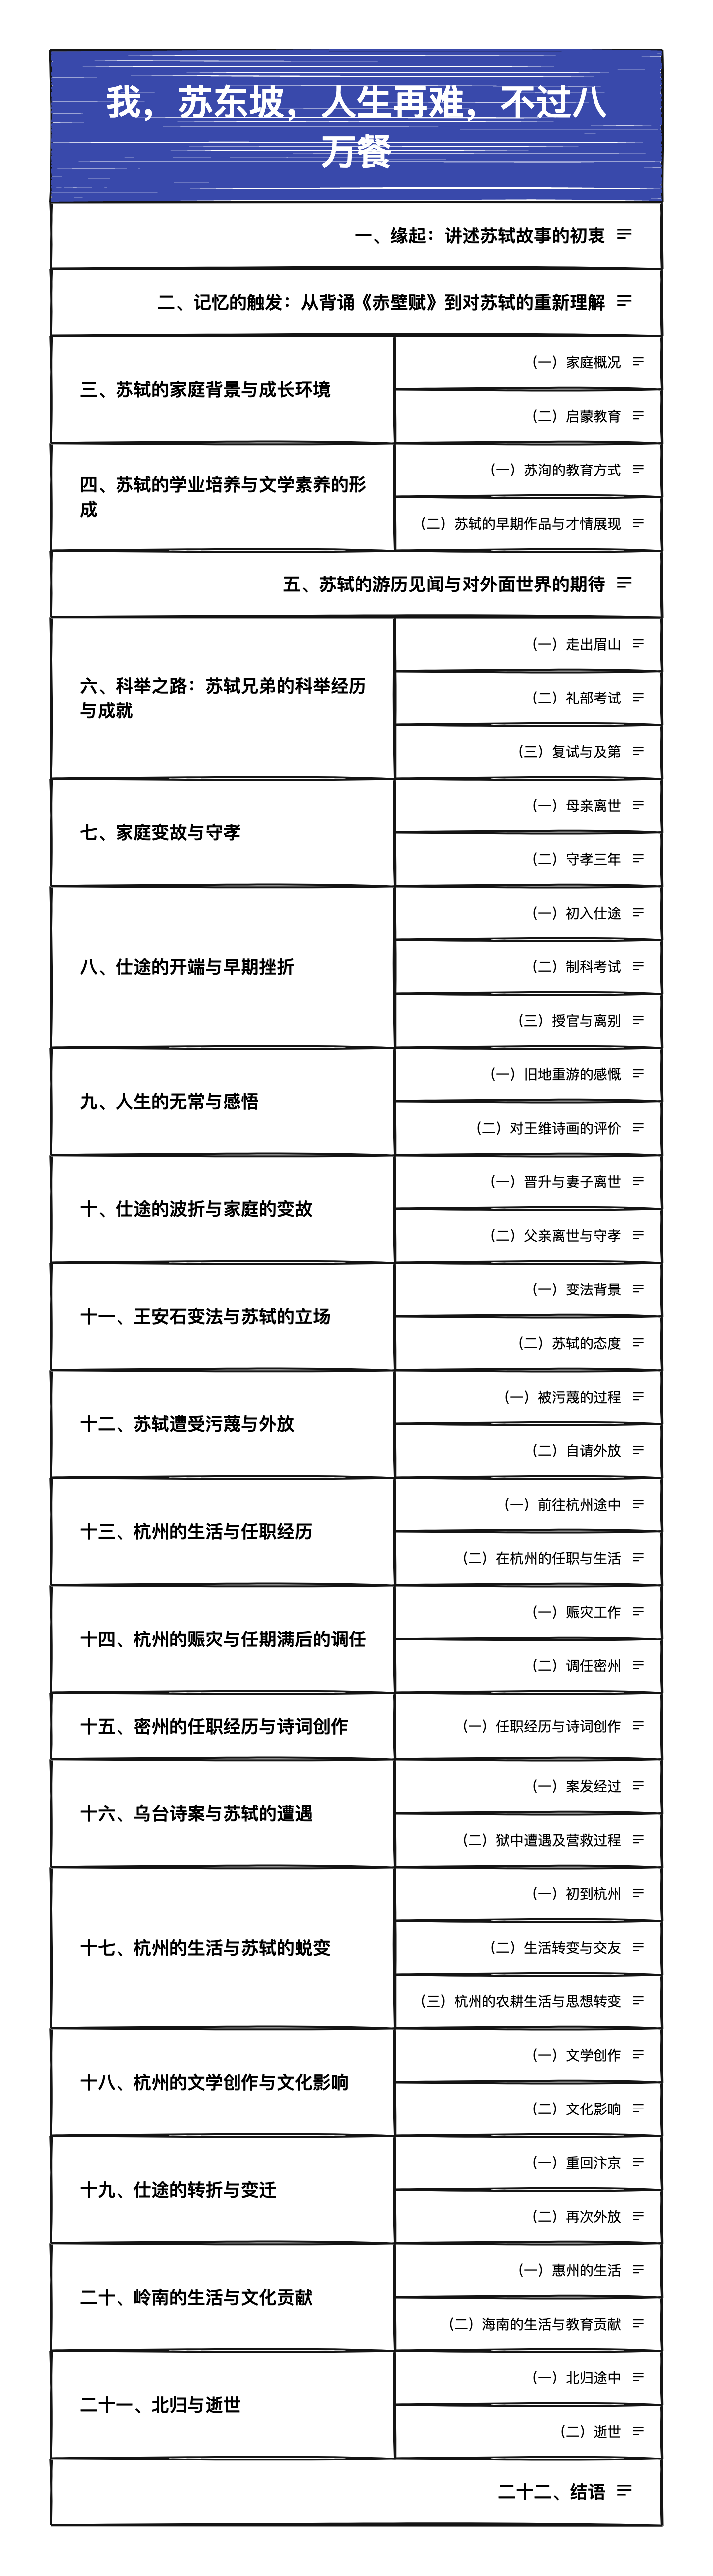 我，苏东坡，人生再难，不过八
万餐
一、缘起：讲述苏轼故事的初衷
二、记忆的触发：从背诵《赤壁赋》到对苏轼的重新理解
三、苏轼的家庭背景与成长环境
（一）家庭概况
（二）启蒙教育
四、苏轼的学业培养与文学素养的形
成
（一）苏洵的教育方式
（二）苏轼的早期作品与才情展现
五、苏轼的游历见闻与对外面世界的期待
六、科举之路：苏轼兄弟的科举经历
与成就
（一）走出眉山
（二）礼部考试
（三）复试与及第
七、家庭变故与守孝
（一）母亲离世
（二）守孝三年
八、仕途的开端与早期挫折
（一）初入仕途
（二）制科考试
（三）授官与离别
九、人生的无常与感悟
（一）旧地重游的感慨
（二）对王维诗画的评价
十、仕途的波折与家庭的变故
（一）晋升与妻子离世
（二）父亲离世与守孝
十一、王安石变法与苏轼的立场
（一）变法背景
（二）苏轼的态度
十二、苏轼遭受污蔑与外放
（一）被污蔑的过程
（二）自请外放
十三、杭州的生活与任职经历
（一）前往杭州途中
（二）在杭州的任职与生活
十四、杭州的赈灾与任期满后的调任
（一）赈灾工作
（二）调任密州
十五、密州的任职经历与诗词创作
（一）任职经历与诗词创作
十六、乌台诗案与苏轼的遭遇
（一）案发经过
（二）狱中遭遇及营救过程
十七、杭州的生活与苏轼的蜕变
（一）初到杭州
（二）生活转变与交友
（三）杭州的农耕生活与思想转变
十八、杭州的文学创作与文化影响
（一）文学创作
（二）文化影响
十九、仕途的转折与变迁
（一）重回汴京
（二）再次外放
二十、岭南的生活与文化贡献
（一）惠州的生活
（二）海南的生活与教育贡献
二十一、北归与逝世
（一）北归途中
（二）逝世
二十二、结语